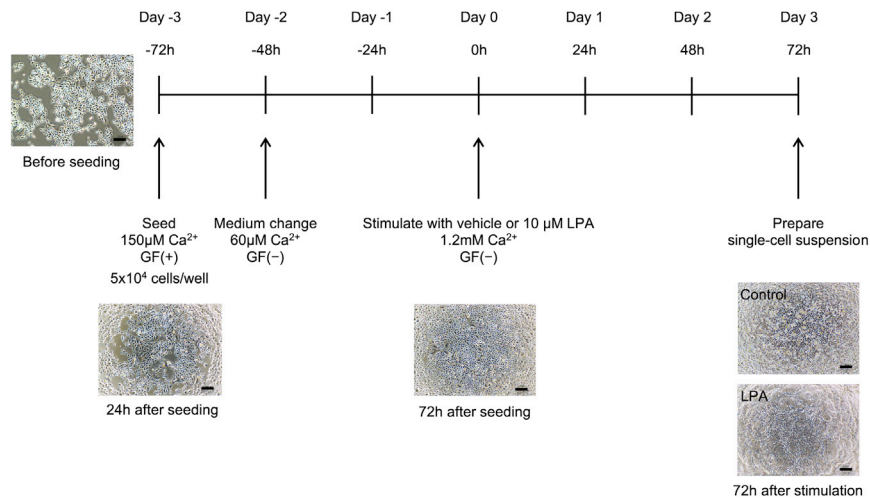 Day -3 Day -2 Day -1 Day 0 Day 1 Day 2 Day 3
-72h -48h -24h 0h 24h 48h 72h
Before seeding
Seed
150μM Ca²⁺
GF(+)
5x10⁴ cells/well
Medium change
60μM Ca²⁺
GF(−)
Stimulate with vehicle or 10 μM LPA
1.2mM Ca²⁺
GF(−)
Prepare
single-cell suspension
24h after seeding
72h after seeding
Control
LPA
72h after stimulation